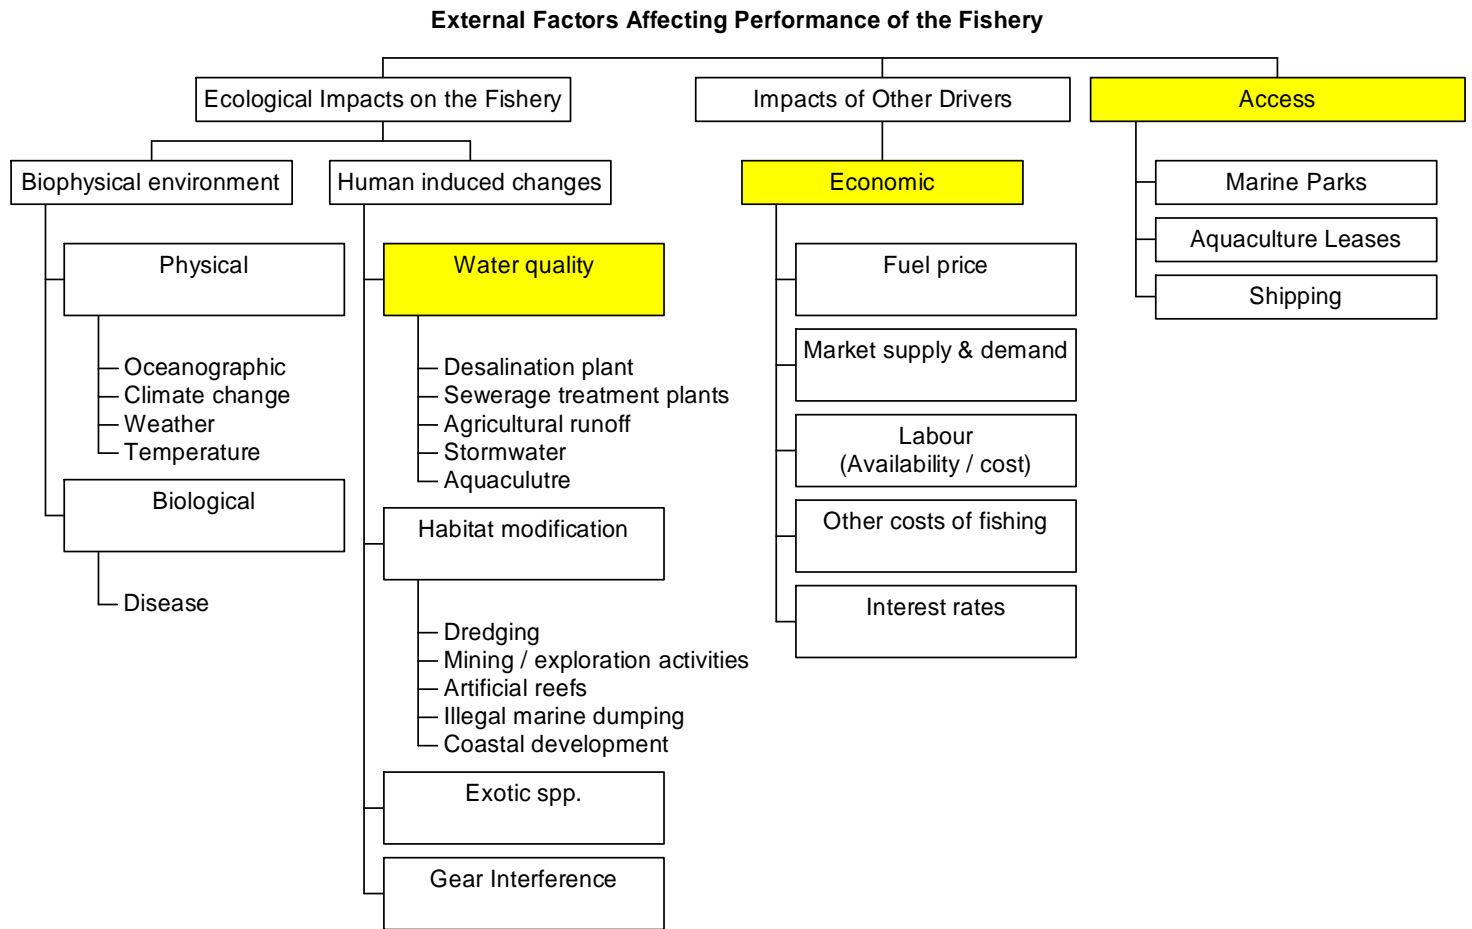 External Factors Affecting Performance of the Fishery
Ecological Impacts on the Fishery
Impacts of Other Drivers
Access
Biophysical environment
Human induced changes
Economic
Marine Parks
Aquaculture Leases
Shipping
Physical
Oceanographic
Climate change
Weather
Temperature
Biological
Disease
Water quality
Desalination plant
Sewerage treatment plants
Agricultural runoff
Stormwater
Aquaculutre
Habitat modification
Dredging
Mining / exploration activities
Artificial reefs
Illegal marine dumping
Coastal development
Exotic spp.
Gear Interference
Fuel price
Market supply & demand
Labour
(Availability / cost)
Other costs of fishing
Interest rates